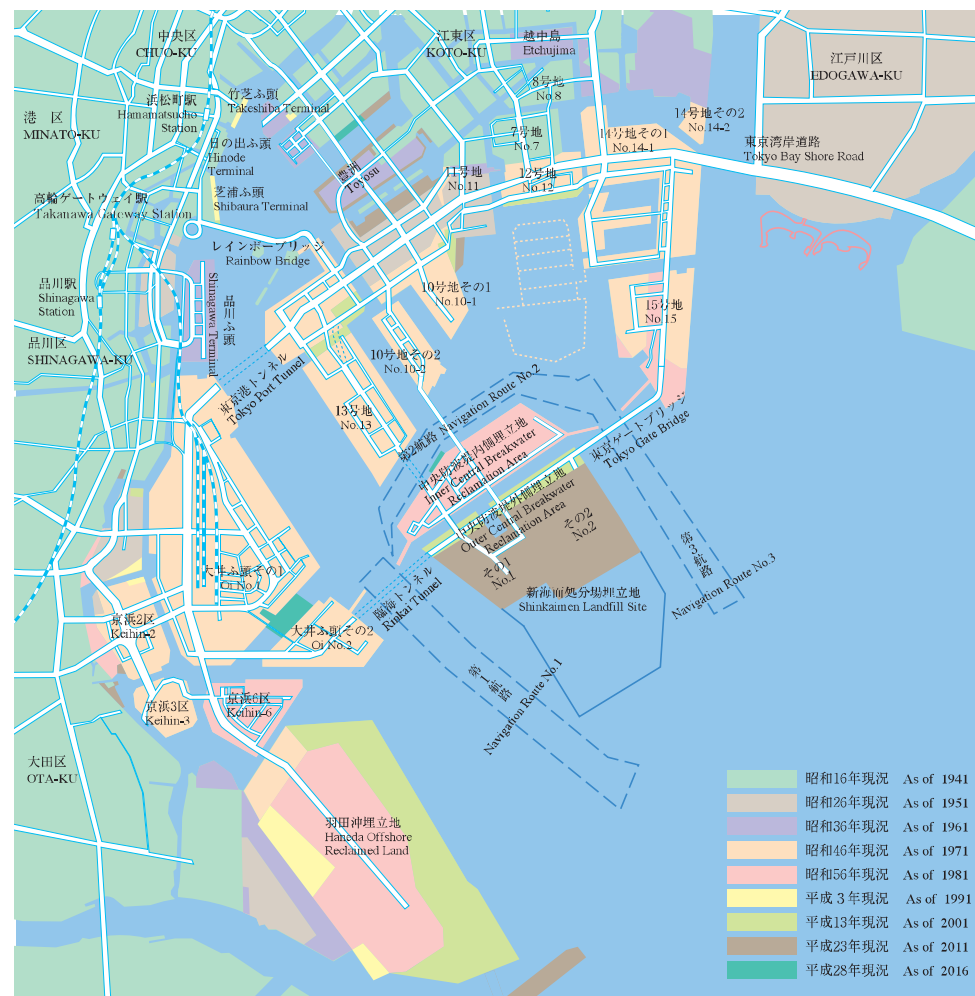 中央区
CHUO-KU
江東区
KOTO-KU
越中島
Etchujima
江戸川区
EDOGAWA-KU
港 区
MINATO-KU
浜松町駅
Hamamatsucho
Station
竹芝ふ頭
Takeshiba Terminal
8号地
No.8
7号地
No.7
14号地その1
No.14-1
14号地その2
No.14-2
東京湾岸道路
Tokyo Bay Shore Road
日の出ふ頭
Hinode
Terminal
豊洲
Toyosu
11号地
No.11
12号地
No.12
芝浦ふ頭
Shibaura Terminal
高輪ゲートウェイ駅
Takanawa Gateway Station
レインボーブリッジ
Rainbow Bridge
品川駅
Shinagawa
Station
品川ふ頭
Shinagawa Terminal
10号地その1
No.10-1
15号地
No.15
品川区
SHINAGAWA-KU
10号地その2
No.10-2
東京港トンネル
Tokyo Port Tunnel
13号地
No.13
第2航路 Navigation Route No.2
中央防波堤内側埋立地
Inner Central Breakwater
Reclamation Area
東京ゲートブリッジ
Tokyo Gate Bridge
中央防波堤外側埋立地
Outer Central Breakwater
Reclamation Area
その2
No.2
その1
No.1
第3航路
Navigation Route No.3
大井ふ頭その1
Oi No.1
臨海トンネル
Rinkai Tunnel
新海面処分場埋立地
Shinkaimen Landfill Site
京浜2区
Keihin-2
大井ふ頭その2
Oi No.2
第1航路
Navigation Route No.1
京浜3区
Keihin-3
京浜6区
Keihin-6
大田区
OTA-KU
羽田沖埋立地
Haneda Offshore
Reclaimed Land
昭和16年現況 As of 1941
昭和26年現況 As of 1951
昭和36年現況 As of 1961
昭和46年現況 As of 1971
昭和56年現況 As of 1981
平成3年現況 As of 1991
平成13年現況 As of 2001
平成23年現況 As of 2011
平成28年現況 As of 2016